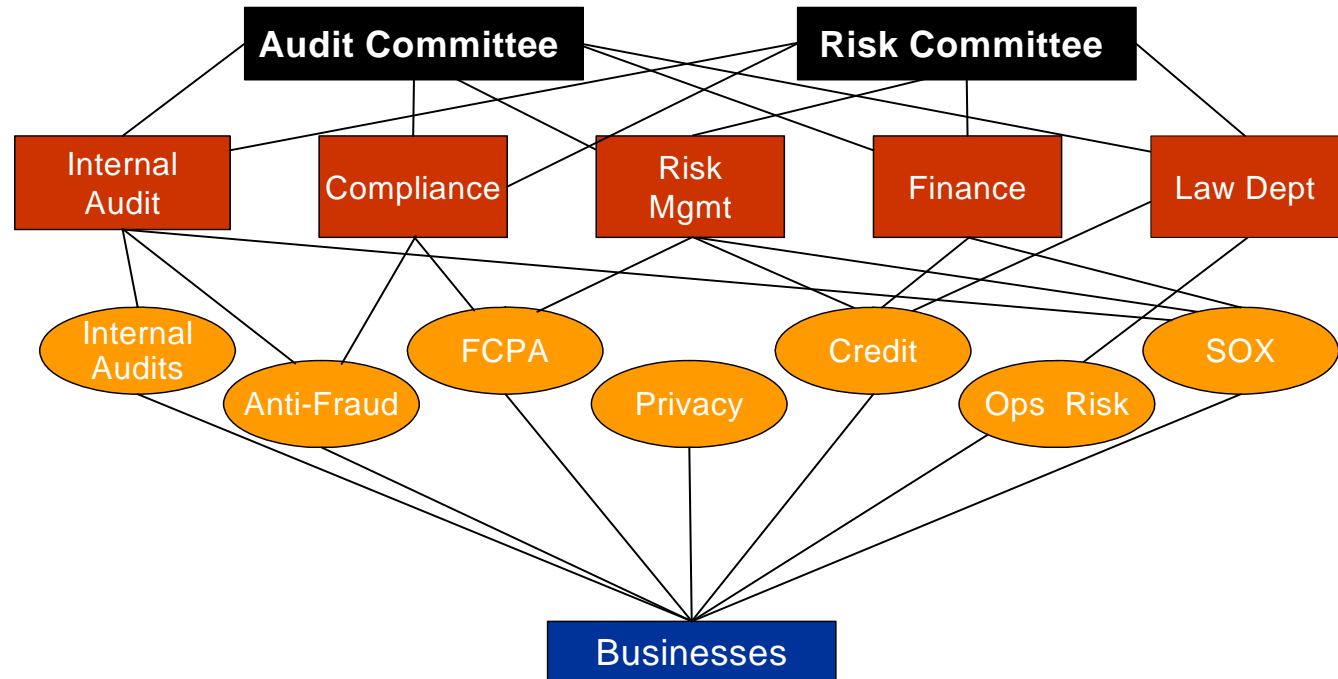 Audit Committee
Risk Committee
Internal
Audit
Compliance
Risk
Mgmt
Finance
Law Dept
Internal
Audits
Anti-Fraud
FCPA
Privacy
Credit
Ops Risk
SOX
Businesses